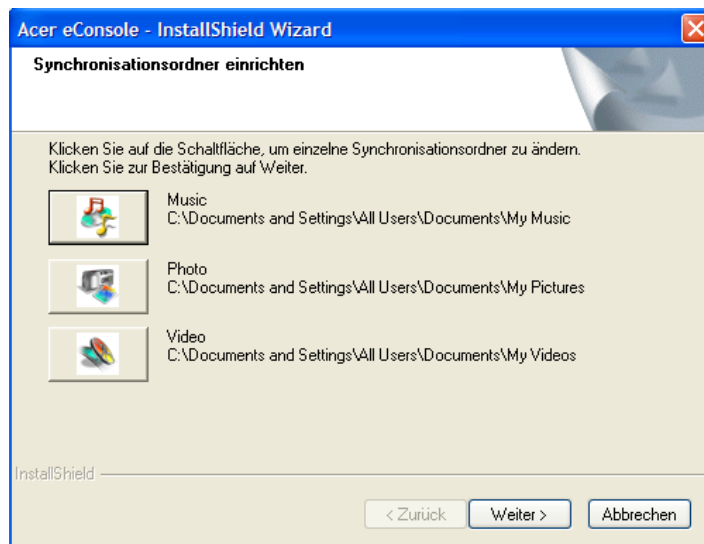 Acer eConsole - InstallShield Wizard
Synchronisationsordner einrichten
Klicken Sie auf die Schaltfläche, um einzelne Synchronisationsordner zu ändern.
Klicken Sie zur Bestätigung auf Weiter.
Music
C:\Documents and Settings\All Users\Documents\My Music
Photo
C:\Documents and Settings\All Users\Documents\My Pictures
Video
C:\Documents and Settings\All Users\Documents\My Videos
InstallShield
< Zurück
Weiter >
Abbrechen